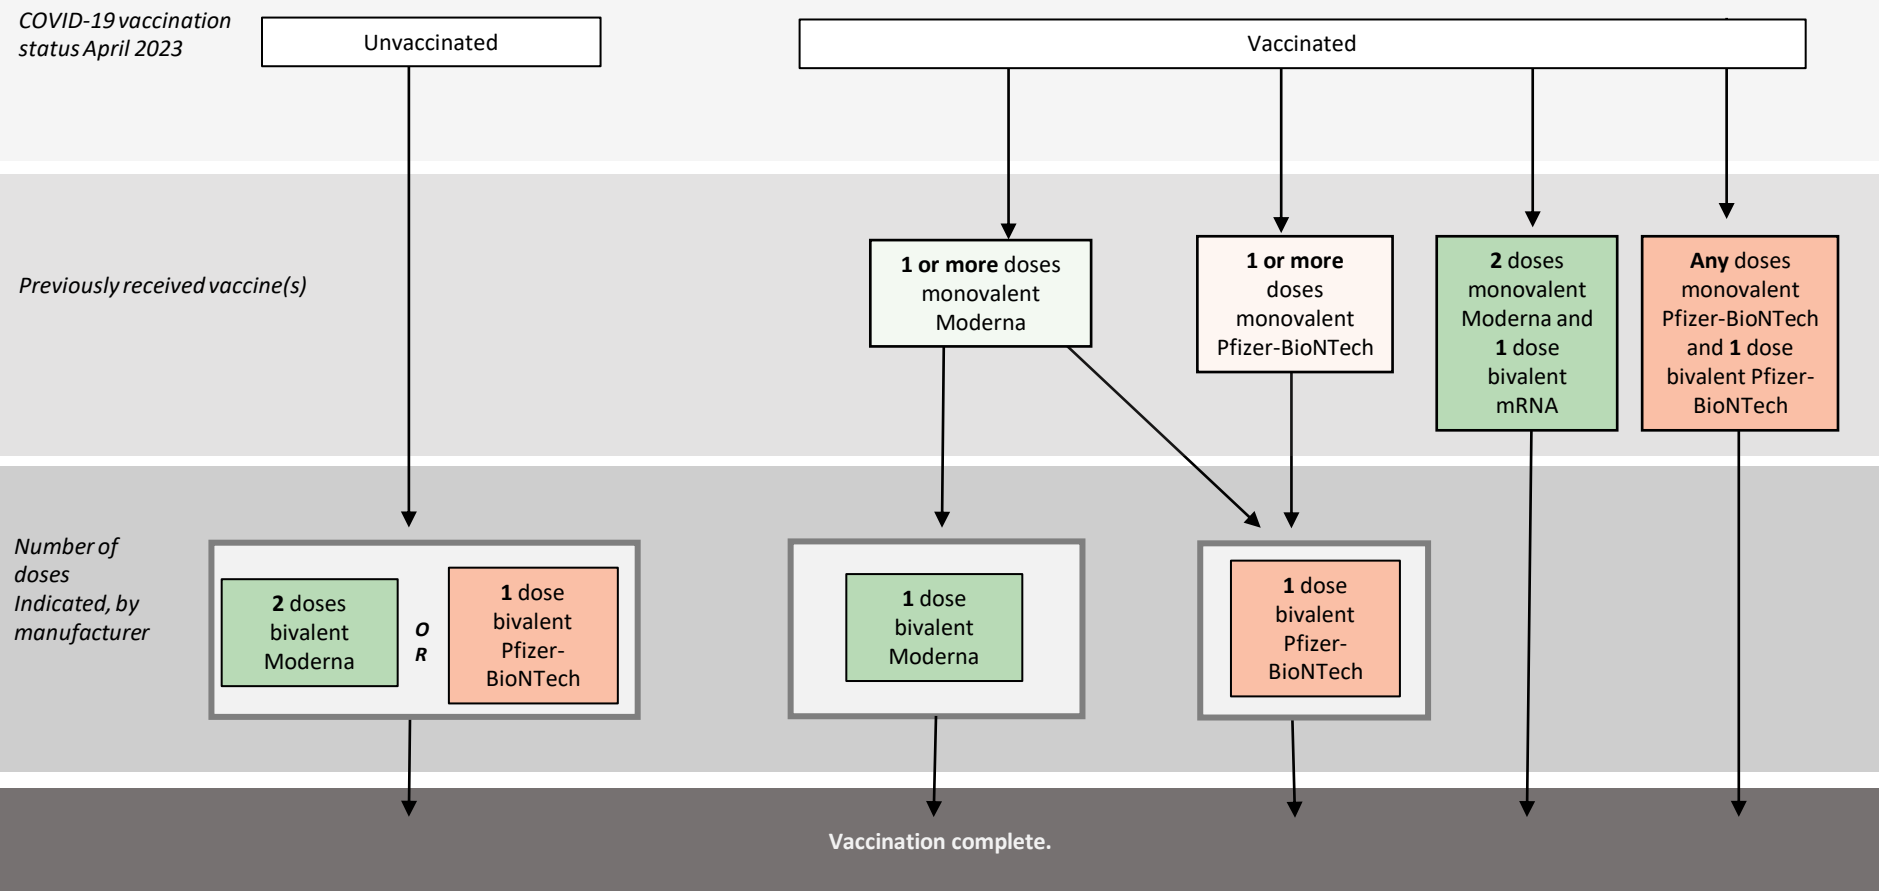 COVID-19 vaccination
status April 2023
Unvaccinated
Vaccinated
Previously received vaccine(s)
1 or more doses
monovalent
Moderna
1 or more
doses
monovalent
Pfizer-BioNTech
2 doses
monovalent
Moderna and
1 dose
bivalent
mRNA
Any doses
monovalent
Pfizer-BioNTech
and 1 dose
bivalent Pfizer-
BioNTech
Number of
doses
Indicated, by
manufacturer
2 doses
bivalent
Moderna
O
R
1 dose
bivalent
Pfizer-
BioNTech
1 dose
bivalent
Moderna
1 dose
bivalent
Pfizer-
BioNTech
Vaccination complete.